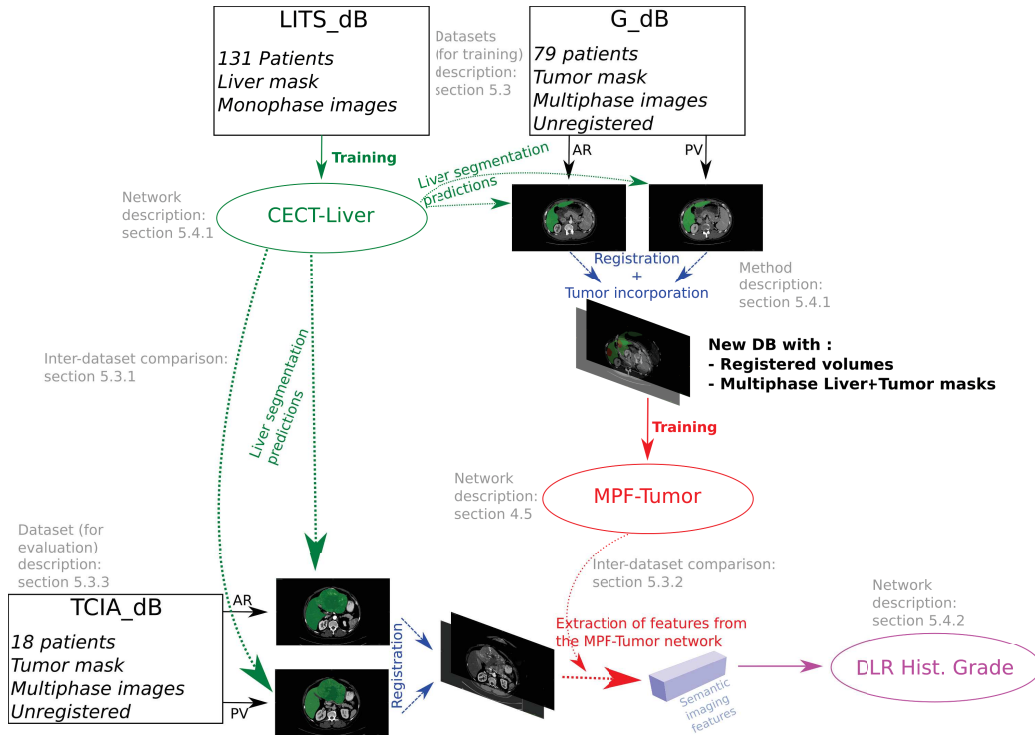 LITS_dB
131 Patients
Liver mask
Monophase images
Datasets
(for training)
description:
section 5.3
G_dB
79 patients
Tumor mask
Multiphase images
Unregistered
Training
AR
PV
Liver segmentation
predictions
Network
description:
section 5.4.1
CECT-Liver
Registration
+
Tumor incorporation
Method
description:
section 5.4.1
New DB with :
- Registered volumes
- Multiphase Liver+Tumor masks
Inter-dataset comparison:
section 5.3.1
Liver segmentation
predictions
Training
Network
description:
section 4.5
MPF-Tumor
Dataset (for
evaluation)
description:
section 5.3.3
Inter-dataset comparison:
section 5.3.2
TCIA_dB
18 patients
Tumor mask
Multiphase images
Unregistered
AR
PV
Registration
Extraction of features from
the MPF-Tumor network
Semantic
imaging
features
Network
description:
section 5.4.2
DLR Hist. Grade